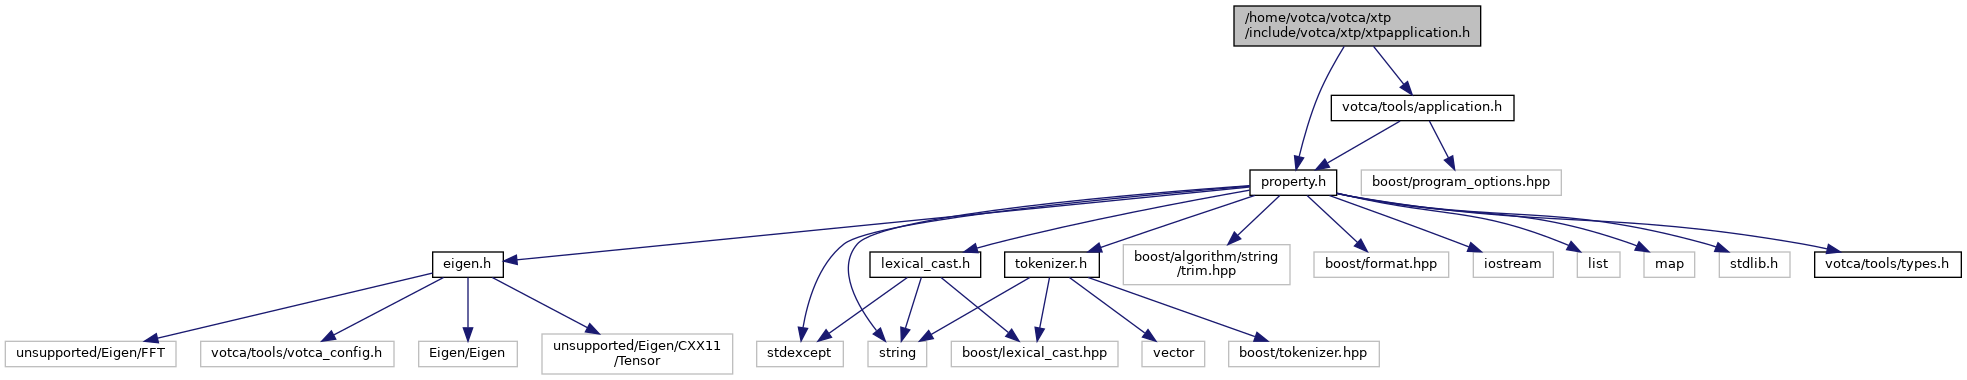 /home/votca/votca/xtp
/include/votca/xtp/xtpapplication.h
votca/tools/application.h
property.h
boost/program_options.hpp
eigen.h
lexical_cast.h
tokenizer.h
boost/algorithm/string
/trim.hpp
boost/format.hpp
iostream
list
map
stdlib.h
votca/tools/types.h
unsupported/Eigen/FFT
votca/tools/votca_config.h
Eigen/Eigen
unsupported/Eigen/CXX11
/Tensor
stdexcept
string
boost/lexical_cast.hpp
vector
boost/tokenizer.hpp